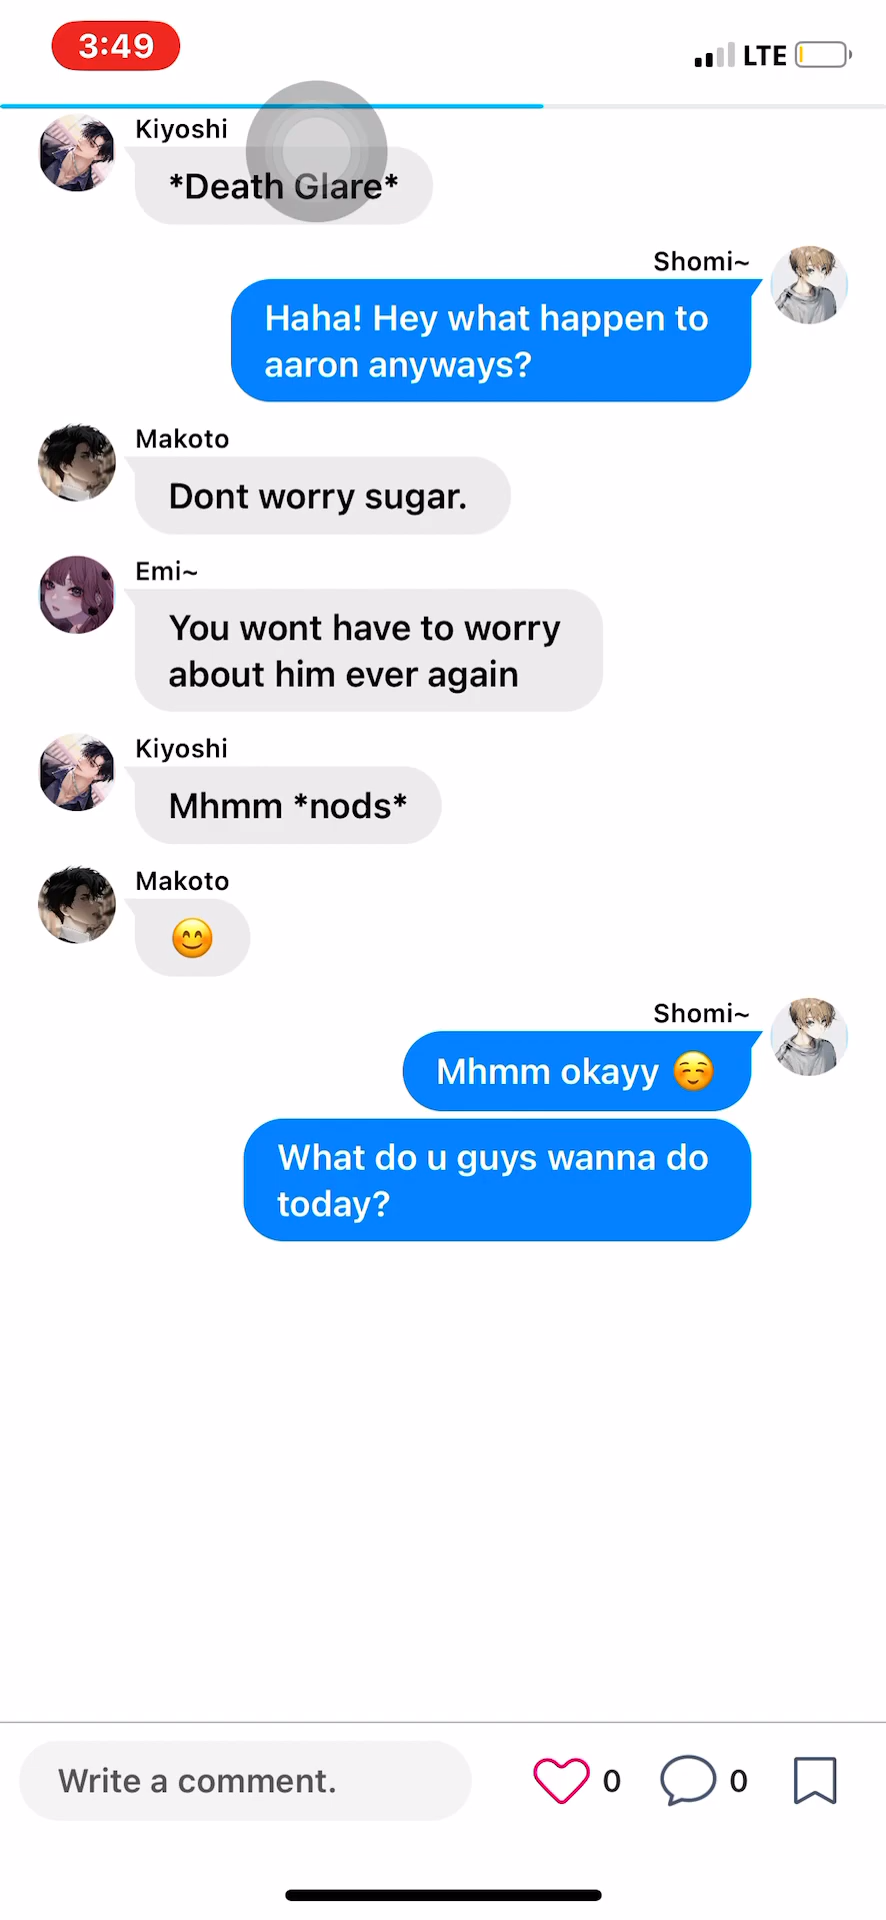 3:49
LTE
Kiyoshi
*Death Glare*
Shomi~
Haha! Hey what happen to
aaron anyways?
Makoto
Dont worry sugar.
Emi~
You wont have to worry
about him ever again
Kiyoshi
Mhmm *nods*
Makoto
😊
Shomi~
Mhmm okayy ☺️
What do u guys wanna do
today?
Write a comment.
0
0